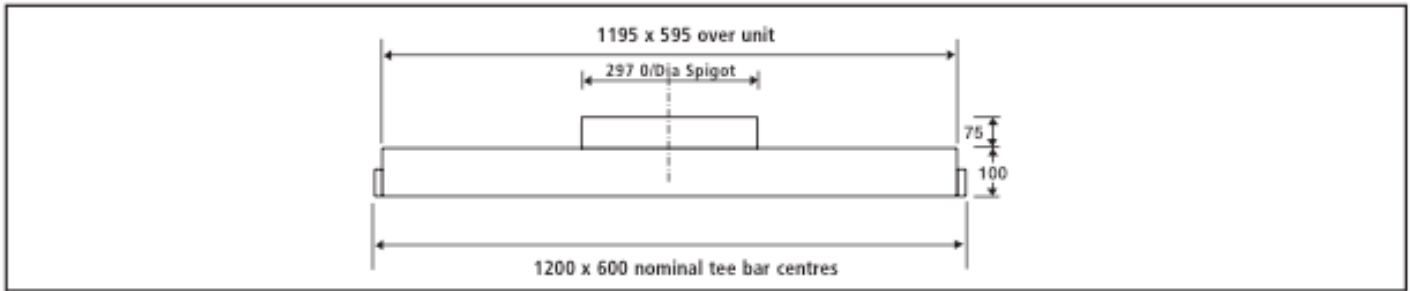 1195 x 595 over unit
297 O/Dia Spigot
75
100
1200 x 600 nominal tee bar centres